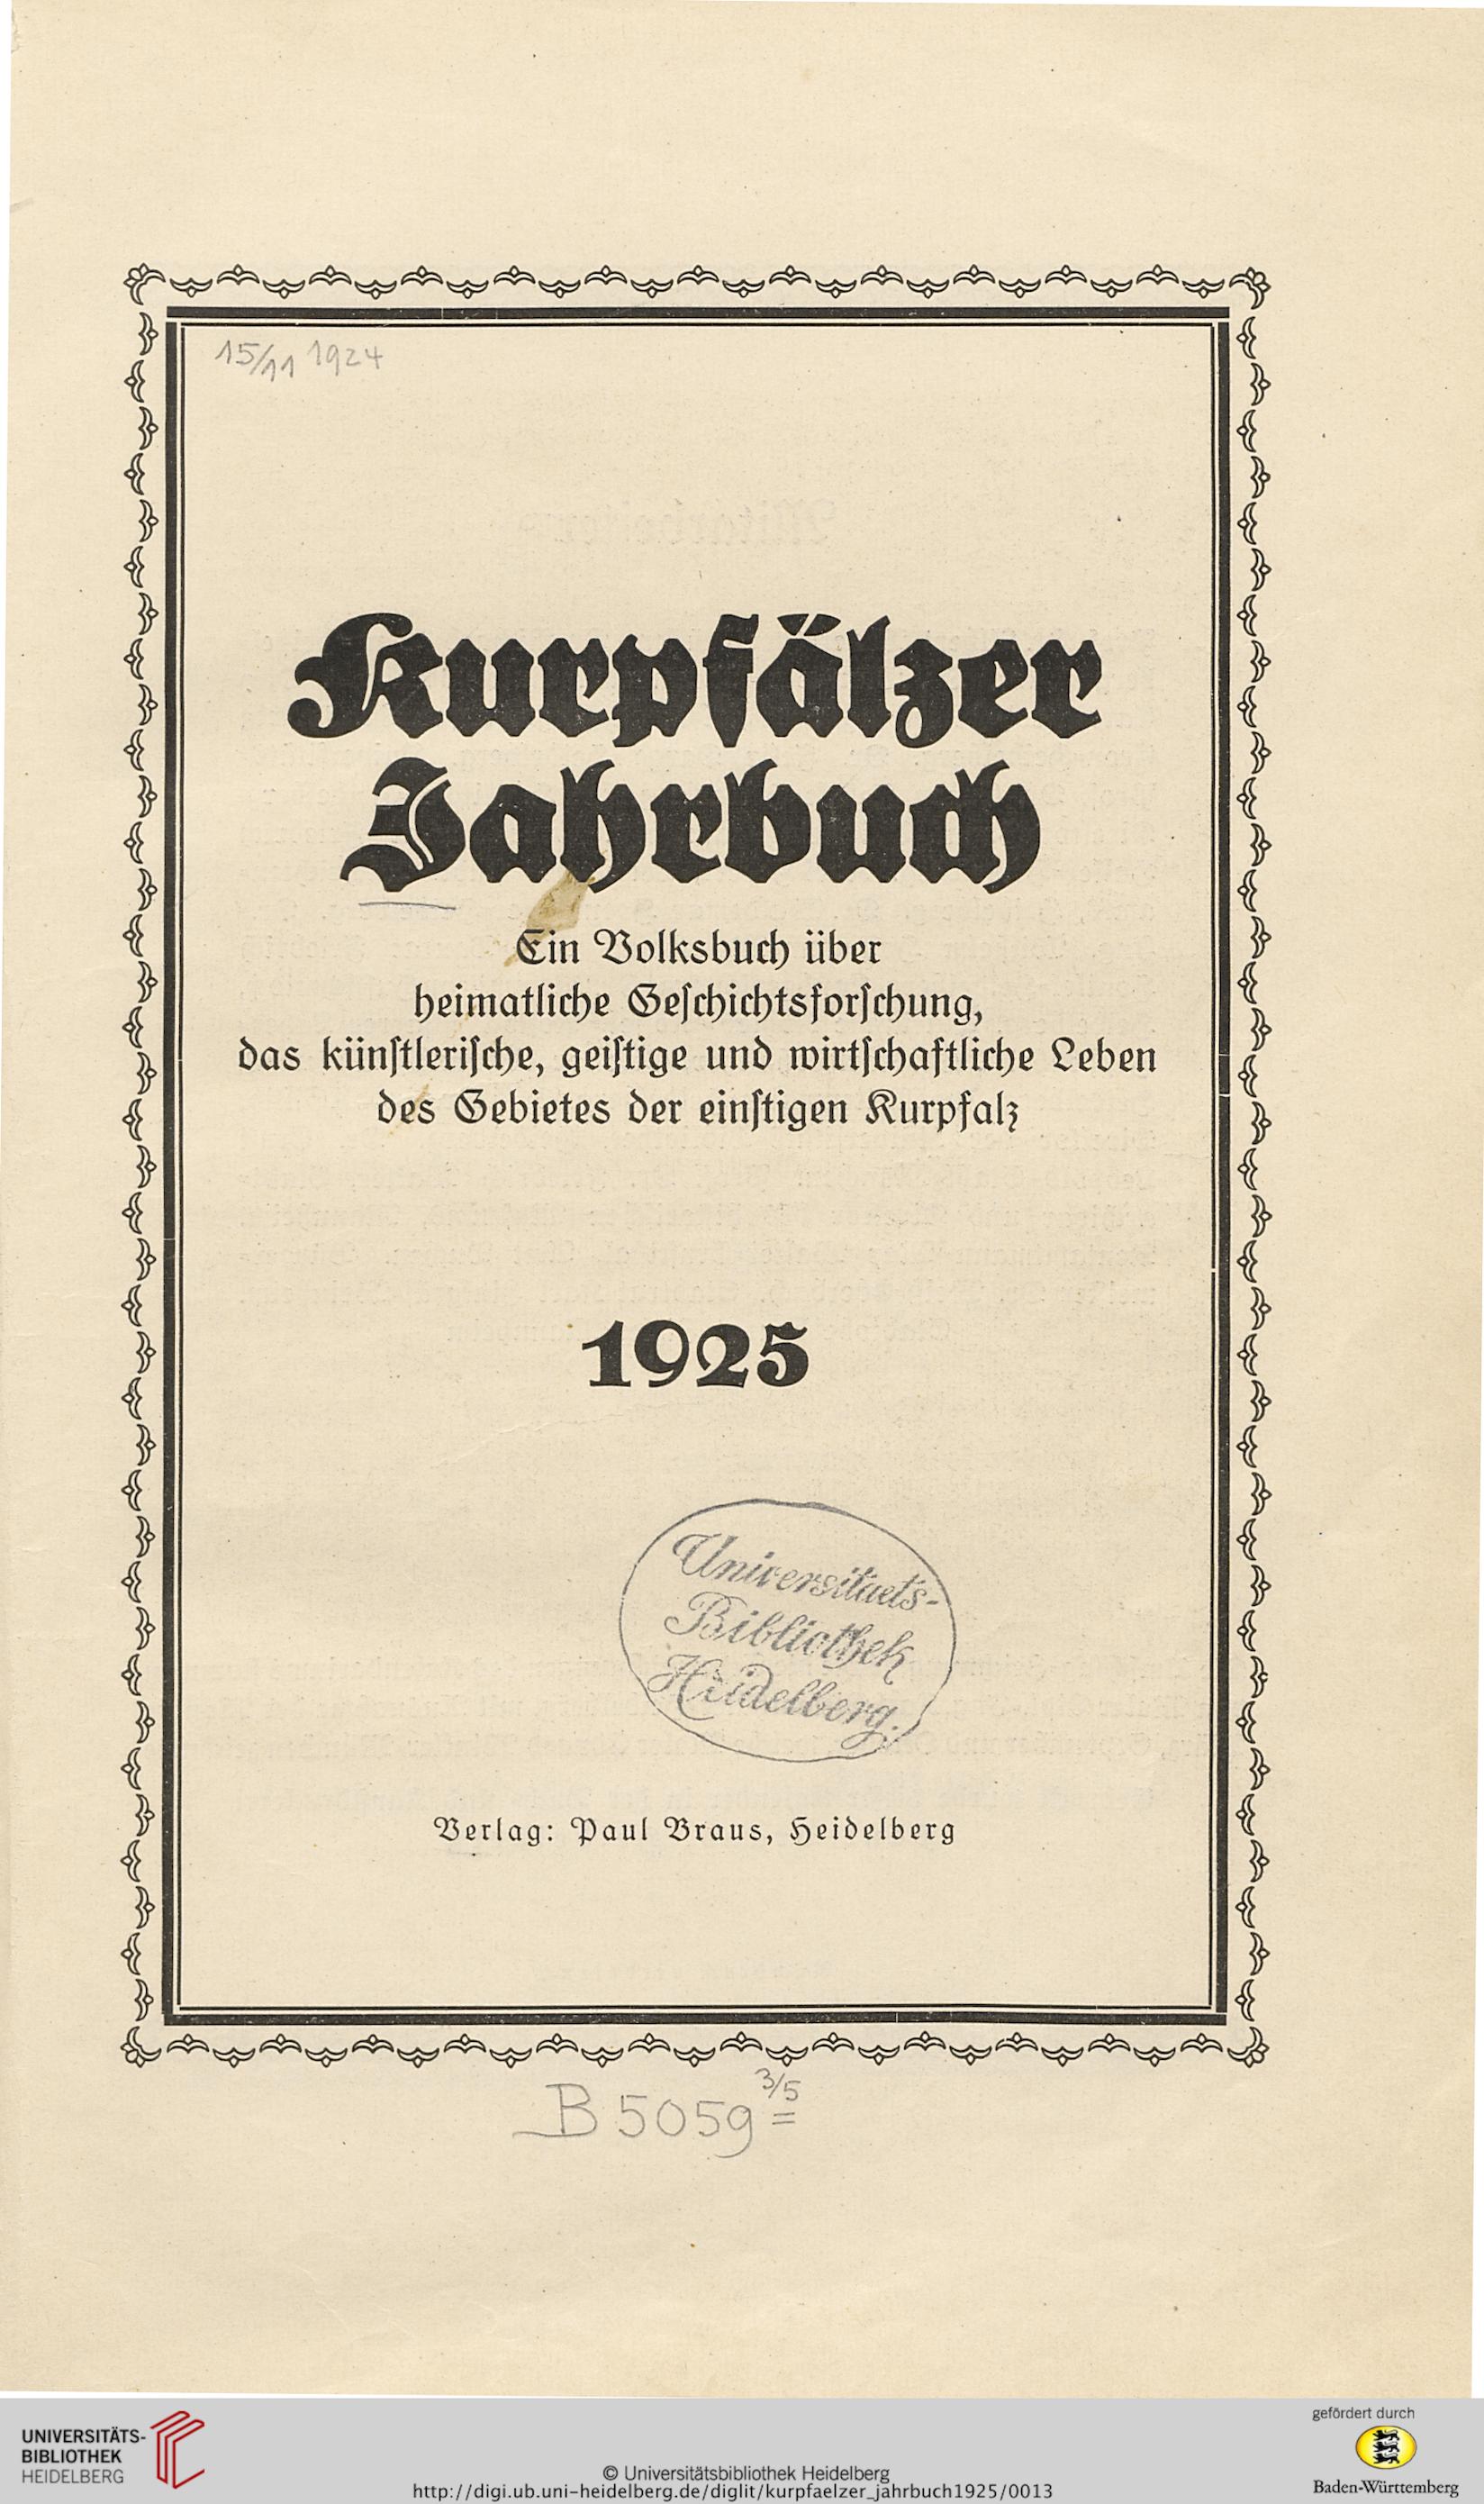 15/11 1924
Kurpfälzer
Jahrbuch
Ein Volksbuch über
heimatliche Geſchichtsforſchung,
das künſtleriſche, geiſtige und wirtſchaftliche Leben
des Gebietes der einſtigen Kurpfalz
1925
Universitaets-
Bibliothek
Heidelberg.
Verlag: Paul Braus, Heidelberg
B 5059 3/5
UNIVERSITÄTS-
BIBLIOTHEK
HEIDELBERG
© Universitätsbibliothek Heidelberg
http://digi.ub.uni-heidelberg.de/diglit/kurpfaelzer_jahrbuch1925/0013
gefördert durch
Baden-Württemberg